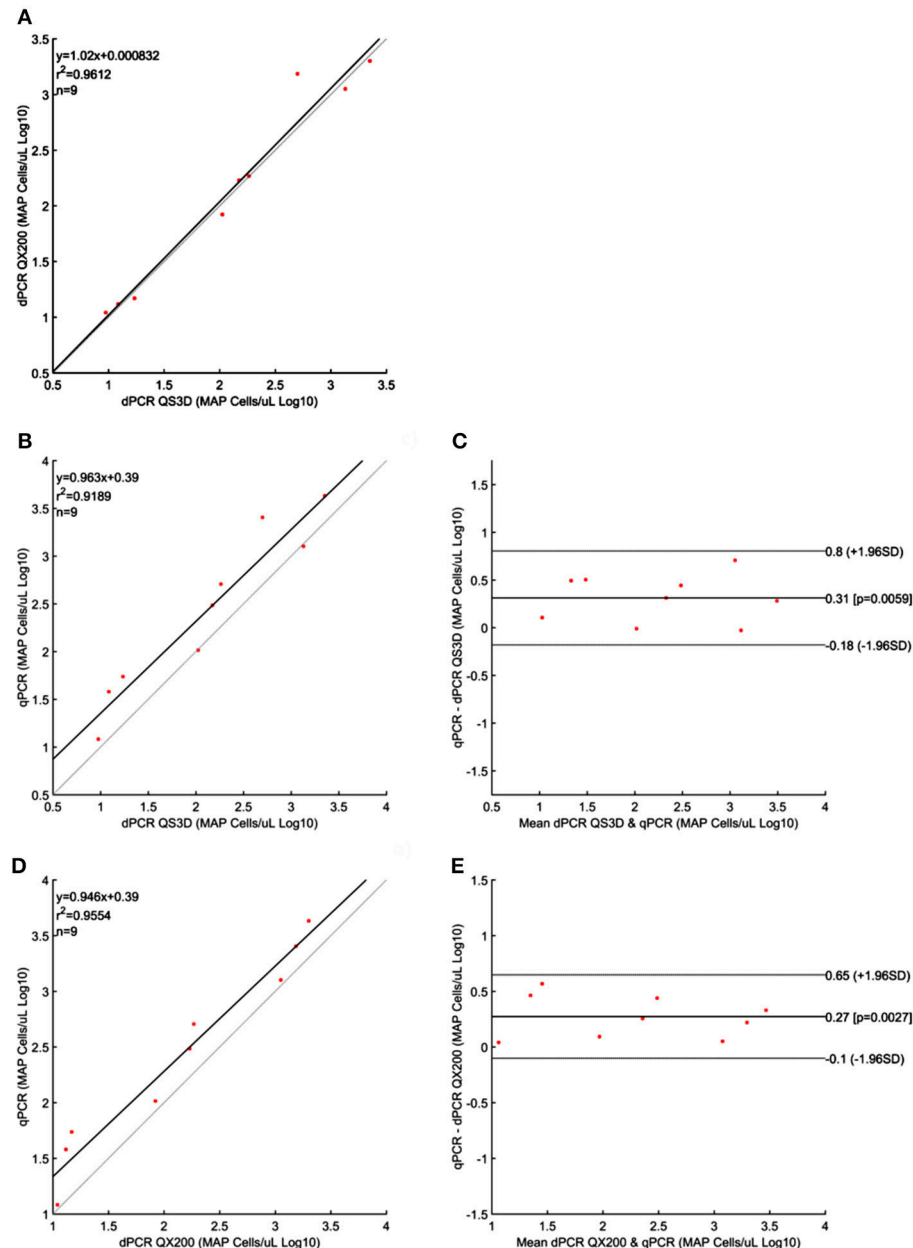 A
3.5
3
2.5
2
1.5
1
0.5
y=1.02x+0.000832
r²=0.9612
n=9
dPCR QX200 (MAP Cells/uL Log10)
0.5 1 1.5 2 2.5 3 3.5
dPCR QS3D (MAP Cells/uL Log10)
B
4
3.5
3
2.5
2
1.5
1
0.5
y=0.963x+0.39
r²=0.9189
n=9
qPCR (MAP Cells/uL Log10)
0.5 1 1.5 2 2.5 3 3.5 4
dPCR QS3D (MAP Cells/uL Log10)
c)
C
1.5
1
0.5
0
-0.5
-1
-1.5
qPCR - dPCR QS3D (MAP Cells/uL Log10)
0.8 (+1.96SD)
0.31 [p=0.0059]
-0.18 (-1.96SD)
0.5 1 1.5 2 2.5 3 3.5 4
Mean dPCR QS3D & qPCR (MAP Cells/uL Log10)
D
4
3.5
3
2.5
2
1.5
1
y=0.946x+0.39
r²=0.9554
n=9
qPCR (MAP Cells/uL Log10)
1 1.5 2 2.5 3 3.5 4
dPCR QX200 (MAP Cells/uL Log10)
E
1.5
1
0.5
0
-0.5
-1
-1.5
qPCR - dPCR QX200 (MAP Cells/uL Log10)
0.65 (+1.96SD)
0.27 [p=0.0027]
-0.1 (-1.96SD)
1 1.5 2 2.5 3 3.5 4
Mean dPCR QX200 & qPCR (MAP Cells/uL Log10)